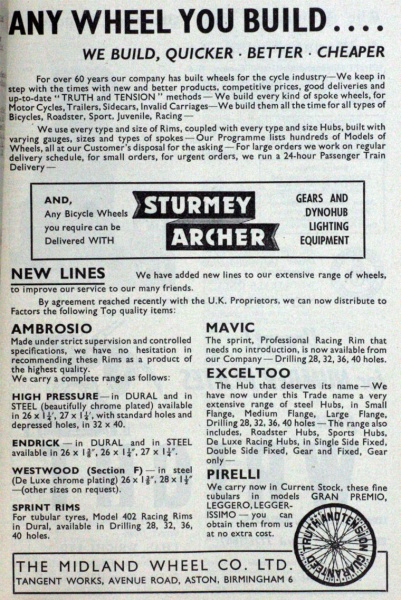 ANY WHEEL YOU BUILD ....
WE BUILD, QUICKER · BETTER · CHEAPER
For over 60 years our company has built wheels for the cycle industry—We keep in
step with the times with new and better products, competitive prices, good deliveries and
up-to-date "TRUTH and TENSION" methods—We build every kind of spoke wheels, for
Motor Cycles, Trailers, Sidecars, Invalid Carriages—We build them all the time for all types of
Bicycles, Roadster, Sport, Juvenile, Racing—
We use every type and size of Rims, coupled with every type and size Hubs, built with
varying gauges, sizes and types of spokes—Our Programme lists hundreds of Models of
Wheels, all at our Customer's disposal for the asking—For large orders we work on regular
delivery schedule, for small orders, for urgent orders, we run a 24-hour Passenger Train
Delivery—
AND,
Any Bicycle Wheels
you require can be
Delivered WITH
STURMEY
ARCHER
GEARS AND
DYNOHUB
LIGHTING
EQUIPMENT
NEW LINES We have added new lines to our extensive range of wheels,
to improve our service to our many friends.
By agreement reached recently with the U.K. Proprietors, we can now distribute to
Factors the following Top quality items:
AMBROSIO
Made under strict supervision and controlled
specifications, we have no hesitation in
recommending these Rims as a product of
the highest quality.
We carry a complete range as follows:
HIGH PRESSURE—in DURAL and in
STEEL (beautifully chrome plated) available
in 26 x 1¼", 27 x 1¼", with standard holes and
depressed holes, in 32 x 40.
ENDRICK—in DURAL and in STEEL
available in 26 x 1⅜", 26 x 1¼", 27 x 1¼".
WESTWOOD (Section F)—in steel
(De Luxe chrome plating) 26 x 1⅜", 28 x 1½"
—(other sizes on request).
SPRINT RIMS
For tubular tyres, Model 402 Racing Rims
in Dural, available in Drilling 28, 32, 36,
40 holes.
MAVIC
The sprint, Professional Racing Rim that
needs no introduction, is now available from
our Company—Drilling 28, 32, 36, 40 holes.
EXCELTOO
The Hub that deserves its name—We
have now under this Trade name a very
extensive range of steel Hubs, in Small
Flange, Medium Flange, Large Flange,
Drilling 28, 32, 36, 40 holes—The range also
includes, Roadster Hubs, Sports Hubs,
De Luxe Racing Hubs, in Single Side Fixed,
Double Side Fixed, Gear and Fixed, Gear
only—
PIRELLI
We carry now in Current Stock, these fine
tubulars in models GRAN PREMIO,
LEGGERO, LEGGER-
ISSIMO—you can
obtain them from us
at no extra cost.
TRUTH AND TENSION GUARANTEED
THE MIDLAND WHEEL CO. LTD.
TANGENT WORKS, AVENUE ROAD, ASTON, BIRMINGHAM 6